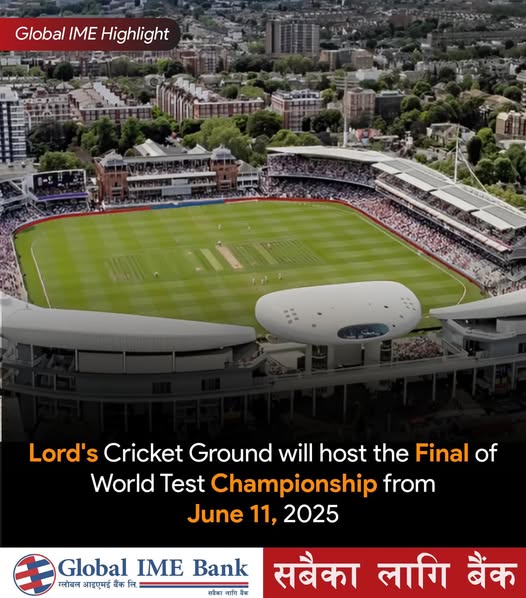 Global IME Highlight
Lord's Cricket Ground will host the Final of
World Test Championship from
June 11, 2025
Global IME Bank
ग्लोबल आइएमई बैंक लि.
सबैका लागि बैंक
सबैका लागि बैंक